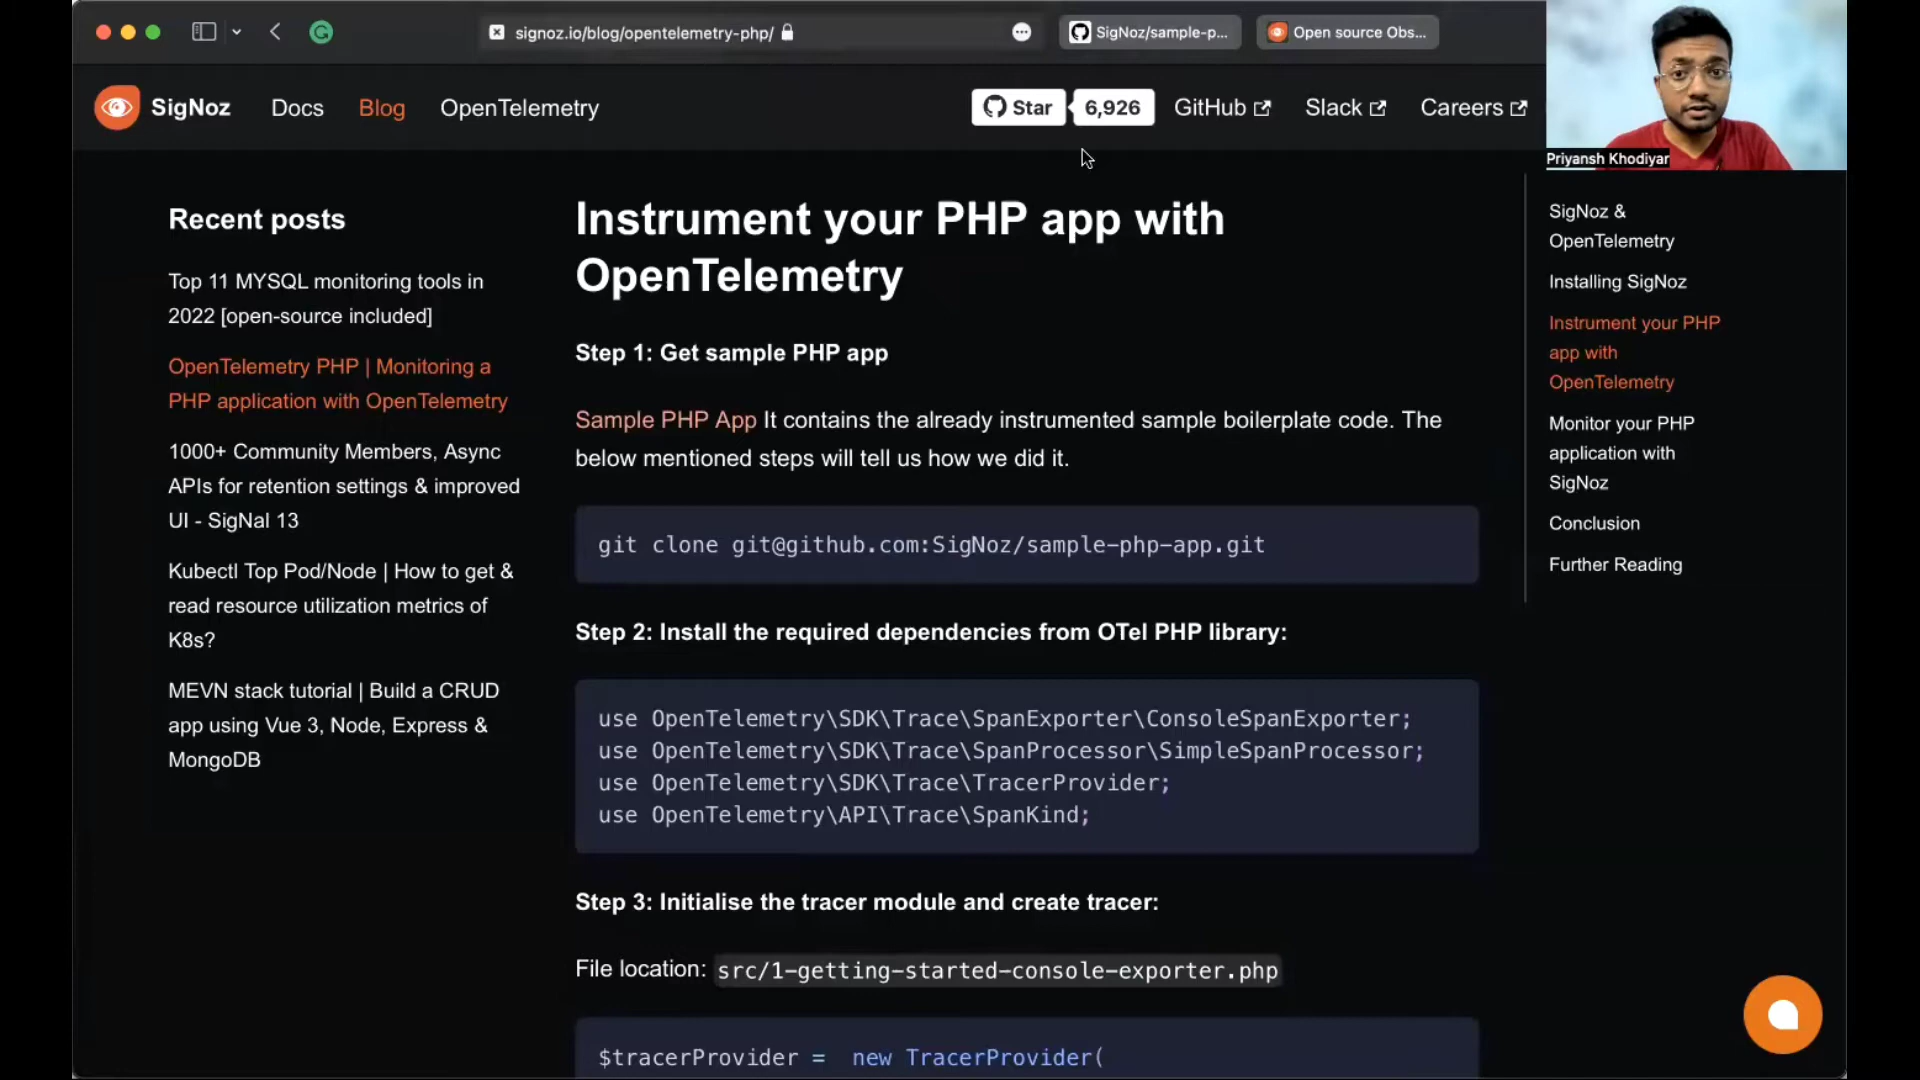 signoz.io/blog/opentelemetry-php/
SigNoz/sample-p...
Open source Obs...
SigNoz
Docs
Blog
OpenTelemetry
Star
6,926
GitHub
Slack
Careers
Priyansh Khodiyar
Recent posts
Top 11 MYSQL monitoring tools in
2022 [open-source included]
OpenTelemetry PHP | Monitoring a
PHP application with OpenTelemetry
1000+ Community Members, Async
APIs for retention settings & improved
UI - SigNal 13
Kubectl Top Pod/Node | How to get &
read resource utilization metrics of
K8s?
MEVN stack tutorial | Build a CRUD
app using Vue 3, Node, Express &
MongoDB
Instrument your PHP app with
OpenTelemetry
Step 1: Get sample PHP app
Sample PHP App It contains the already instrumented sample boilerplate code. The
below mentioned steps will tell us how we did it.
git clone git@github.com:SigNoz/sample-php-app.git
Step 2: Install the required dependencies from OTel PHP library:
use OpenTelemetry\SDK\Trace\SpanExporter\ConsoleSpanExporter;
use OpenTelemetry\SDK\Trace\SpanProcessor\SimpleSpanProcessor;
use OpenTelemetry\SDK\Trace\TracerProvider;
use OpenTelemetry\API\Trace\SpanKind;
Step 3: Initialise the tracer module and create tracer:
File location: src/1-getting-started-console-exporter.php
$tracerProvider =  new TracerProvider(
SigNoz &
OpenTelemetry
Installing SigNoz
Instrument your PHP
app with
OpenTelemetry
Monitor your PHP
application with
SigNoz
Conclusion
Further Reading